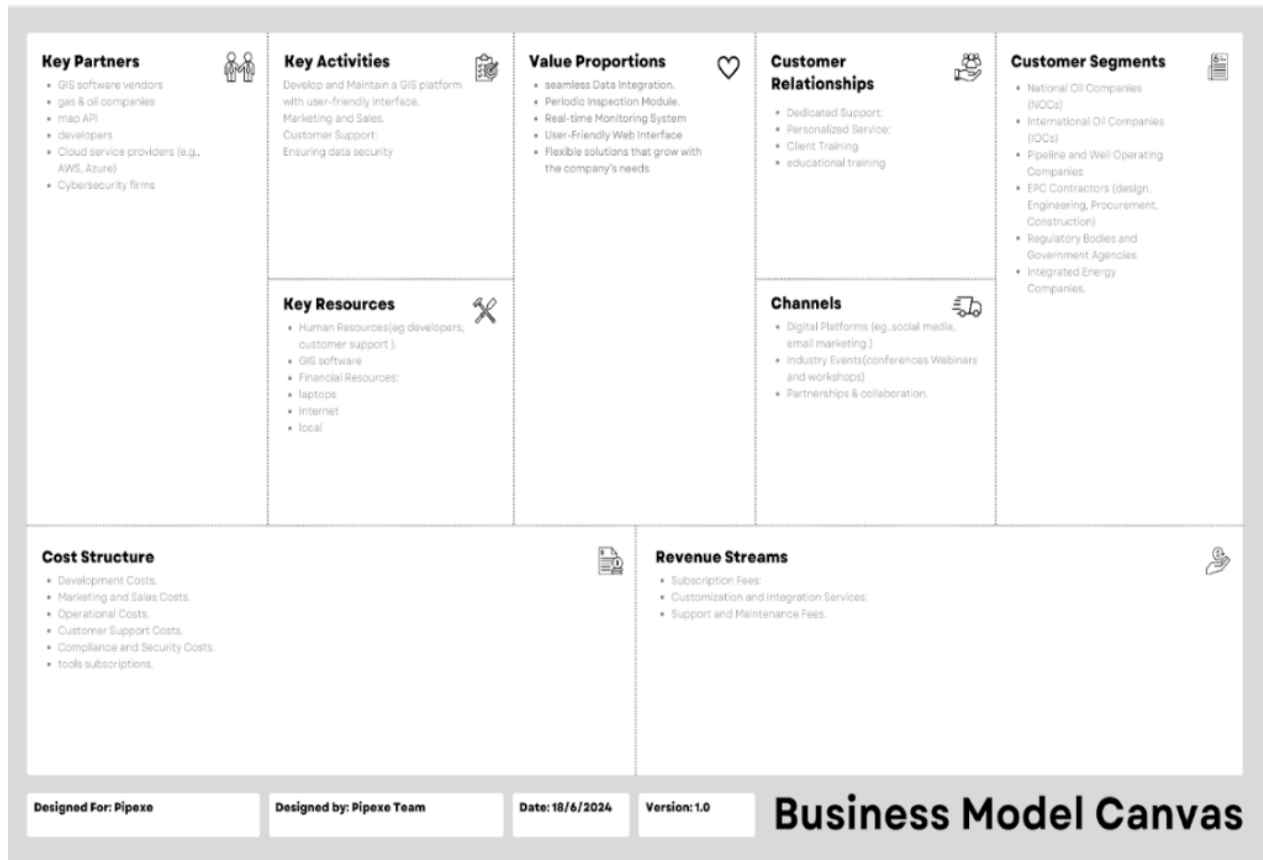 Key Partners
GIS software vendors
gas & oil companies
map API
developers
Cloud service providers (e.g.,
AWS, Azure)
Cybersecurity firms
Key Activities
Develop and Maintain a GIS platform
with user-friendly interface.
Marketing and Sales.
Customer Support:
Ensuring data security
Key Resources
Human Resources(eg developers,
customer support ).
GIS software
Financial Resources:
laptops
Internet
local
Value Proportions
seamless Data Integration.
Periodic Inspection Module.
Real-time Monitoring System
User-Friendly Web Interface
Flexible solutions that grow with
the company's needs
Customer
Relationships
Dedicated Support:
Personalized Service:
Client Training
educational training
Channels
Digital Platforms (eg..social media,
email marketing )
Industry Events(conferences Webinars
and workshops)
Partnerships & collaboration.
Customer Segments
National Oil Companies
(NOCs)
International Oil Companies
(IOCs)
Pipeline and Well Operating
Companies
EPC Contractors (design,
Engineering, Procurement,
Construction)
Regulatory Bodies and
Government Agencies
Integrated Energy
Companies.
Cost Structure
Development Costs.
Marketing and Sales Costs.
Operational Costs.
Customer Support Costs.
Compliance and Security Costs.
tools subscriptions.
Revenue Streams
Subscription Fees:
Customization and Integration Services:
Support and Maintenance Fees.
Designed For: Pipexe
Designed by: Pipexe Team
Date: 18/6/2024
Version: 1.0
Business Model Canvas